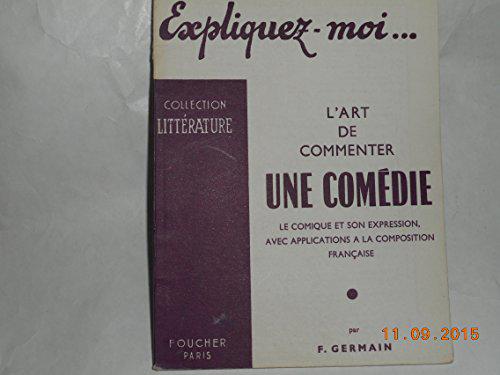 Expliquez-moi...
COLLECTION
LITTÉRATURE
L'ART
DE
COMMENTER
UNE COMÉDIE
LE COMIQUE ET SON EXPRESSION,
AVEC APPLICATIONS A LA COMPOSITION
FRANÇAISE
par
F. GERMAIN
FOUCHER
PARIS
11.09.2015